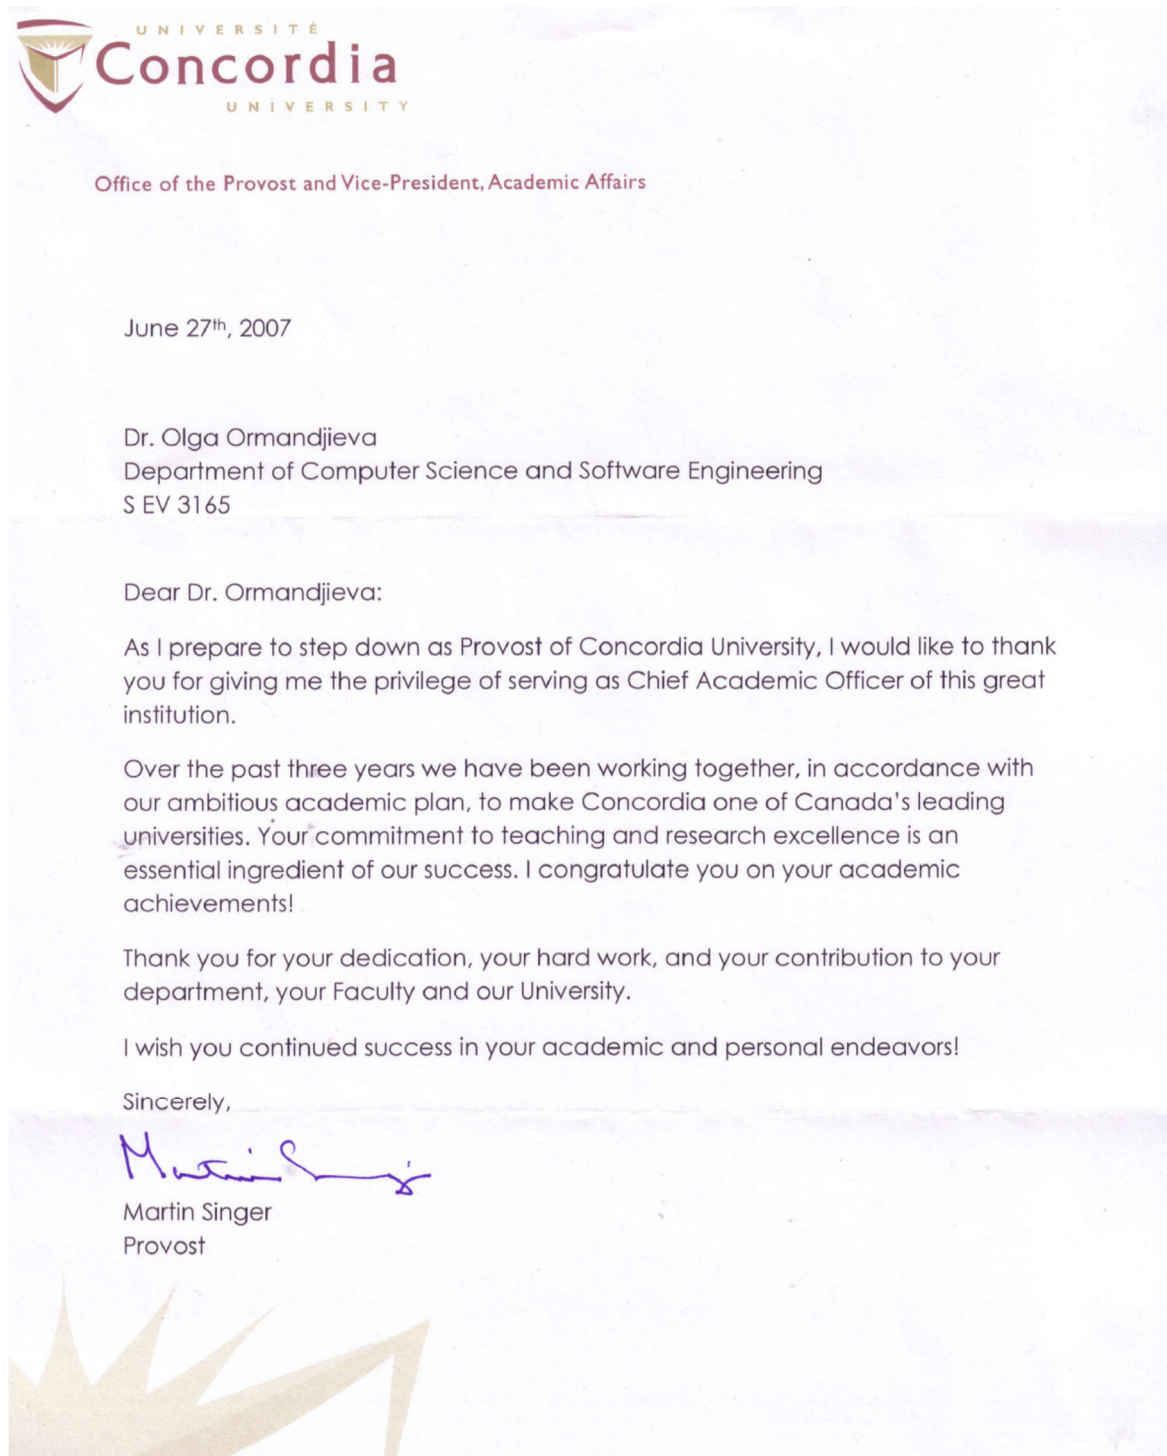 UNIVERSITÉ
Concordia
UNIVERSITY
Office of the Provost and Vice-President, Academic Affairs
June 27th, 2007
Dr. Olga Ormandjieva
Department of Computer Science and Software Engineering
S EV 3165
Dear Dr. Ormandjieva:
As I prepare to step down as Provost of Concordia University, I would like to thank
you for giving me the privilege of serving as Chief Academic Officer of this great
institution.
Over the past three years we have been working together, in accordance with
our ambitious academic plan, to make Concordia one of Canada's leading
universities. Your commitment to teaching and research excellence is an
essential ingredient of our success. I congratulate you on your academic
achievements!
Thank you for your dedication, your hard work, and your contribution to your
department, your Faculty and our University.
I wish you continued success in your academic and personal endeavors!
Sincerely,
Martin Singer
Martin Singer
Provost